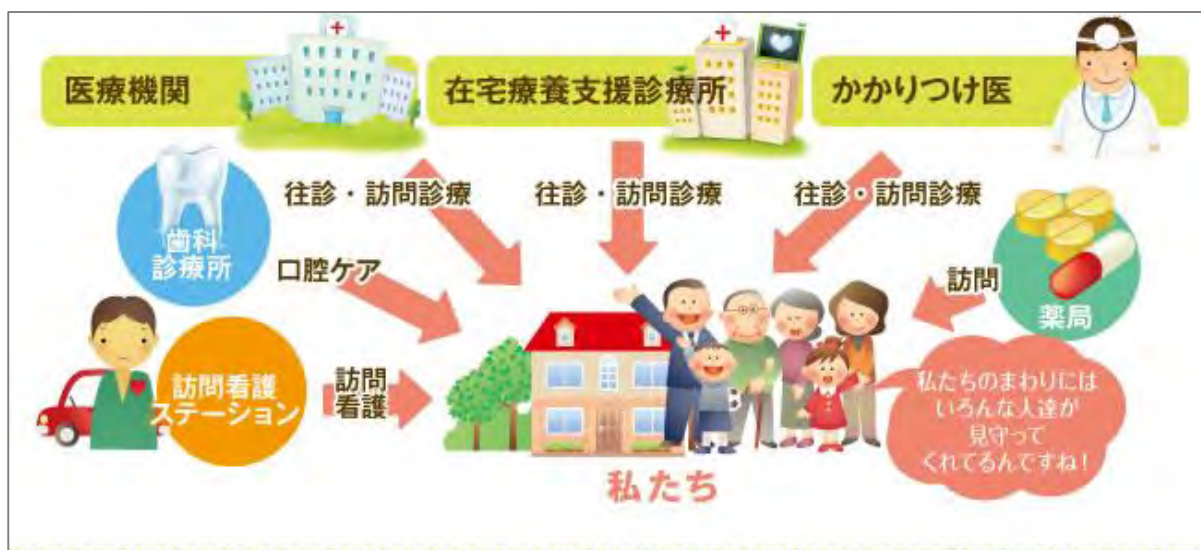 医療機関
在宅療養支援診療所
かかりつけ医
往診・訪問診療
往診・訪問診療
往診・訪問診療
歯科
診療所
口腔ケア
訪問
薬局
訪問看護
ステーション
訪問
看護
私たちのまわりには
いろんな人達が
見守って
くれてるんですね!
私たち